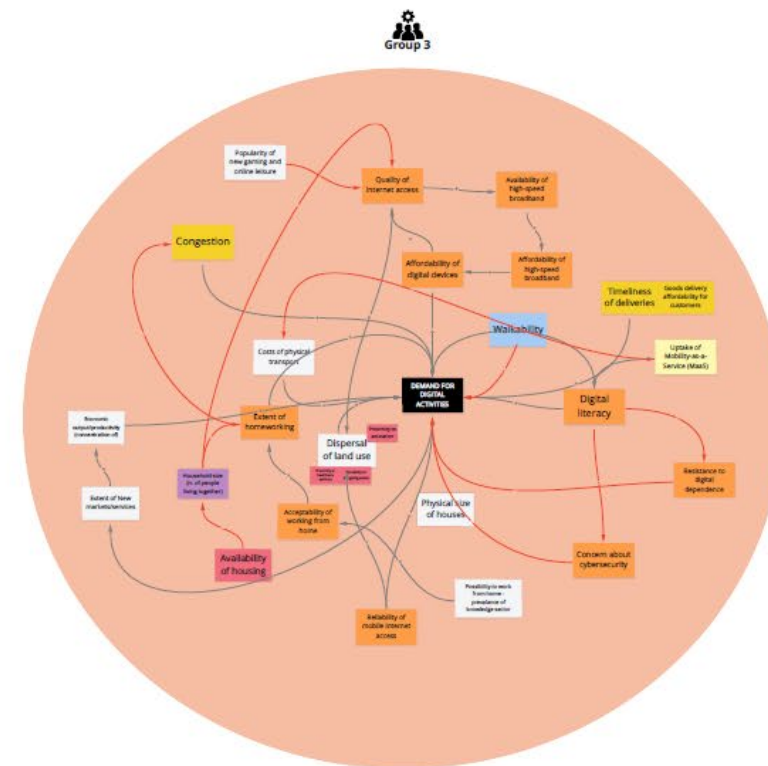 Group 3
Popularity of
new gaming and
online leisure
Quality of
internet access
Availability of
high-speed
broadband
Congestion
Affordability of
digital devices
Affordability of
high-speed
broadband
Timeliness
of deliveries
Goods delivery
affordability for
customers
Walkability
Costs of physical
transport
Uptake of
Mobility-as-a-
Service (MaaS)
DEMAND FOR
DIGITAL
ACTIVITIES
Digital
literacy
Extent of
homeworking
Economic
output/productivity
Dispersal
of land use
Household size
(n. of people
living together)
Resistance to
digital
dependence
Extent of New
markets/services
Physical size
of houses
Acceptability of
working from
home
Availability
of housing
Concern about
cybersecurity
Possibility to work
from home -
prevalence of
knowledge sector
Reliability of
mobile internet
access